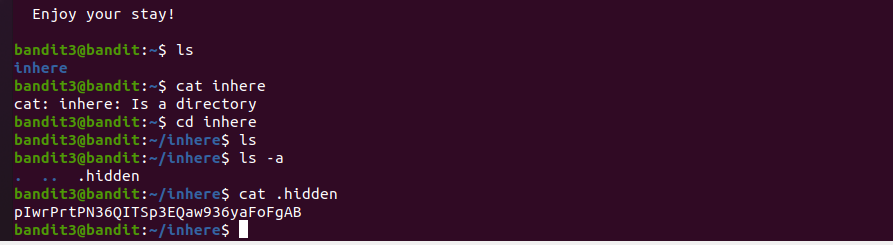 Enjoy your stay!
bandit3@bandit:~$ ls
inhere
bandit3@bandit:~$ cat inhere
cat: inhere: Is a directory
bandit3@bandit:~$ cd inhere
bandit3@bandit:~/inhere$ ls
bandit3@bandit:~/inhere$ ls -a
.  ..  .hidden
bandit3@bandit:~/inhere$ cat .hidden
pIwrPrtPN36QITSp3EQaw936yaFoFgAB
bandit3@bandit:~/inhere$